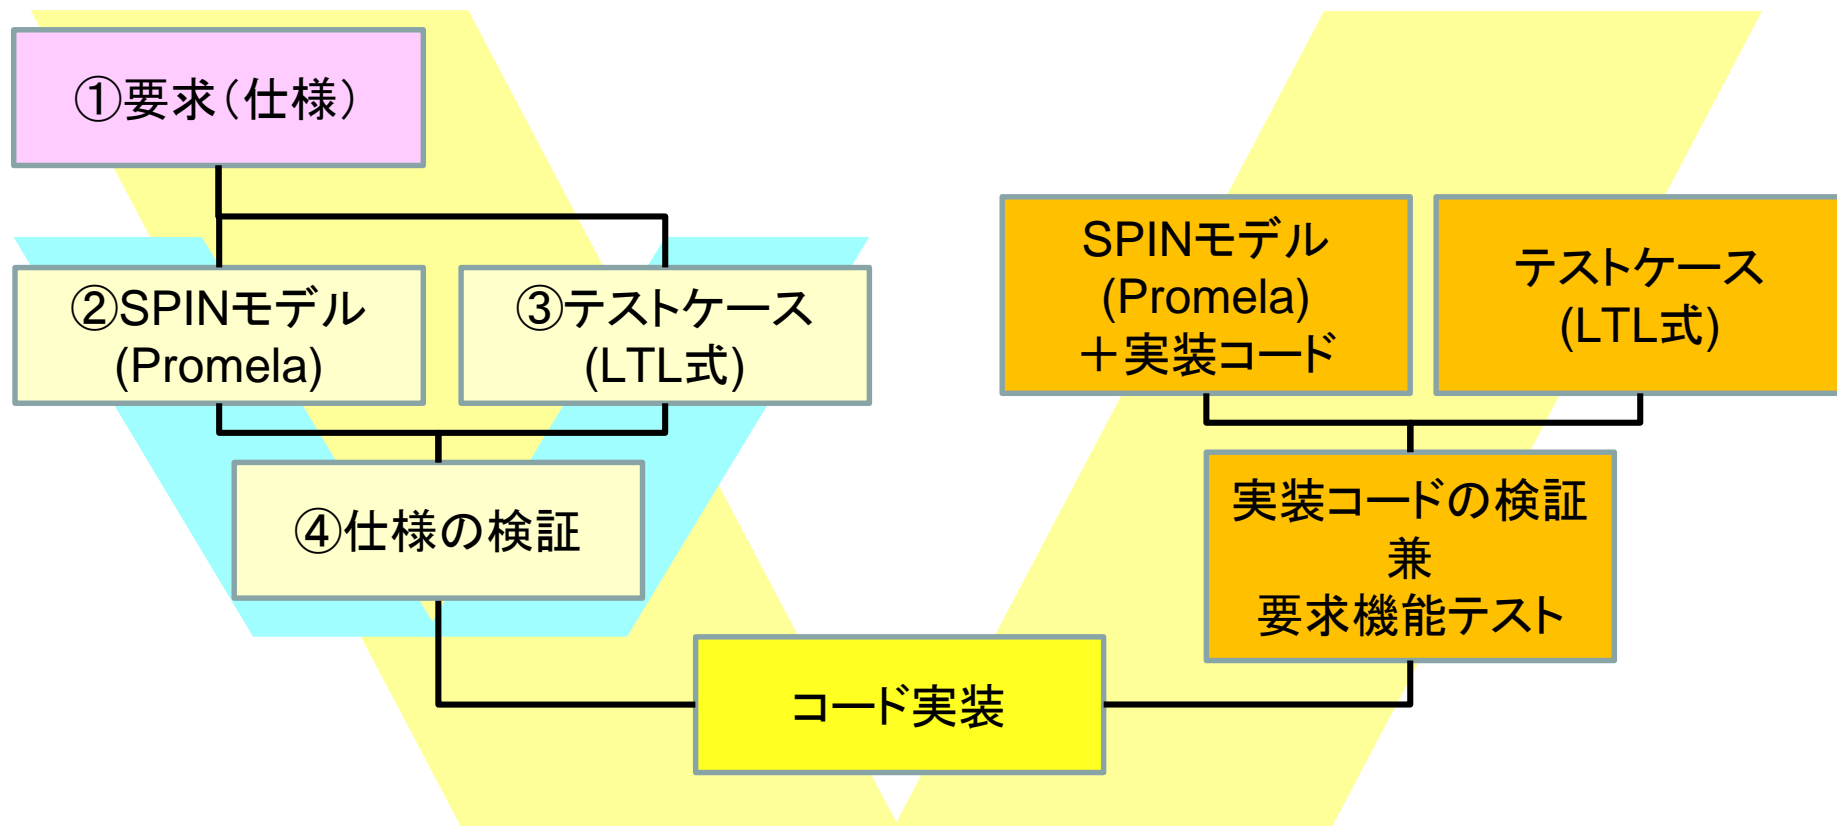 ①要求（仕様）
②SPINモデル
(Promela)
③テストケース
(LTL式)
④仕様の検証
コード実装
SPINモデル
(Promela)
＋実装コード
テストケース
(LTL式)
実装コードの検証
兼
要求機能テスト